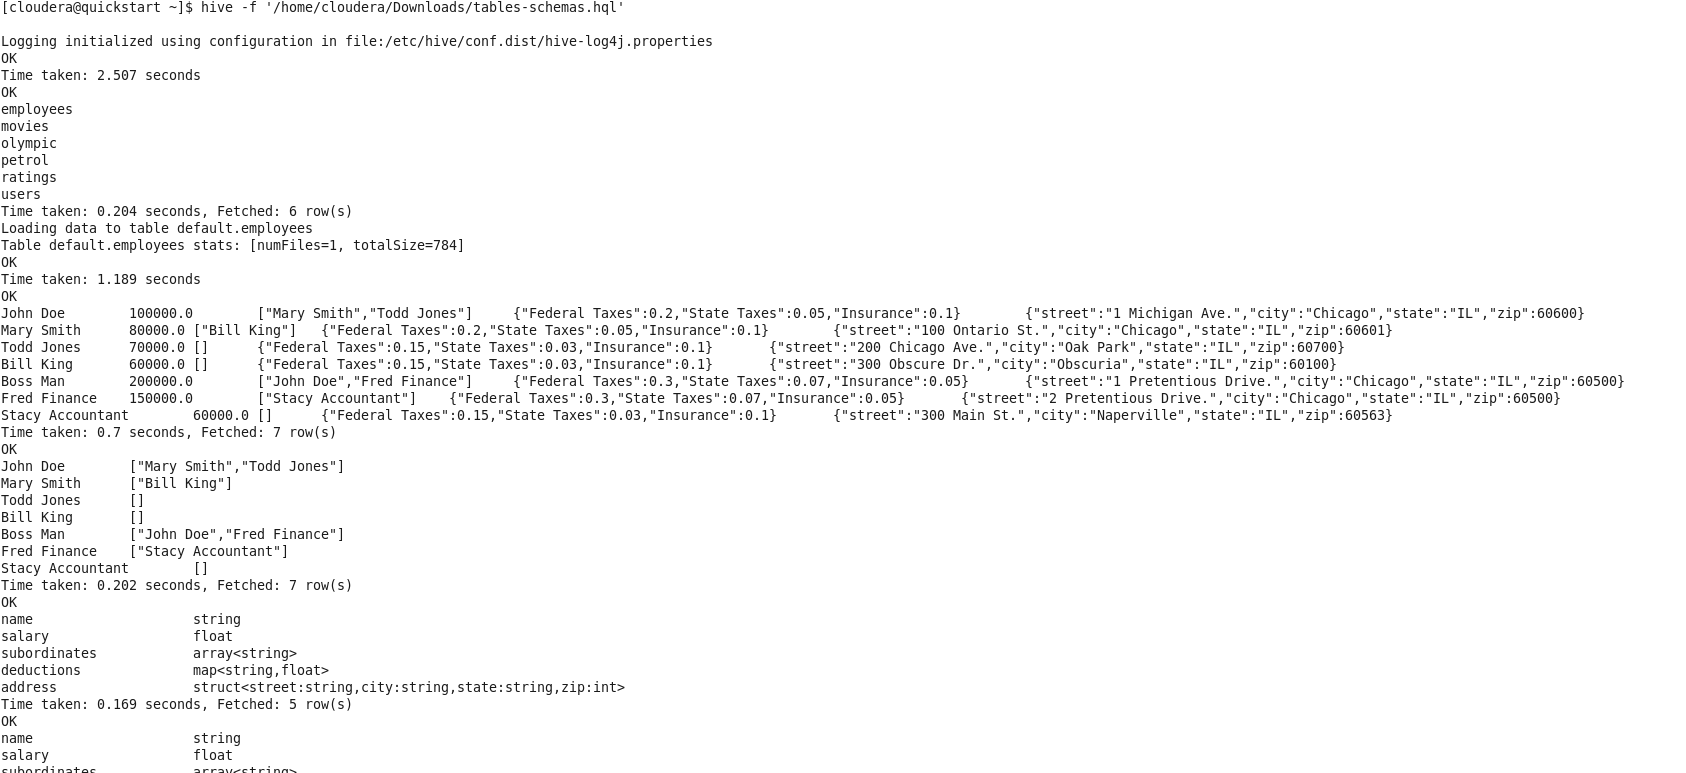 [cloudera@quickstart ~]$ hive -f '/home/cloudera/Downloads/tables-schemas.hql'
Logging initialized using configuration in file:/etc/hive/conf.dist/hive-log4j.properties
OK
Time taken: 2.507 seconds
OK
employees
movies
olympic
petrol
ratings
users
Time taken: 0.204 seconds, Fetched: 6 row(s)
Loading data to table default.employees
Table default.employees stats: [numFiles=1, totalSize=784]
OK
Time taken: 1.189 seconds
OK
John Doe        100000.0        ["Mary Smith","Todd Jones"]     {"Federal Taxes":0.2,"State Taxes":0.05,"Insurance":0.1}        {"street":"1 Michigan Ave.","city":"Chicago","state":"IL","zip":60600}
Mary Smith      80000.0 ["Bill King"]   {"Federal Taxes":0.2,"State Taxes":0.05,"Insurance":0.1}        {"street":"100 Ontario St.","city":"Chicago","state":"IL","zip":60601}
Todd Jones      70000.0 []      {"Federal Taxes":0.15,"State Taxes":0.03,"Insurance":0.1}       {"street":"200 Chicago Ave.","city":"Oak Park","state":"IL","zip":60700}
Bill King       60000.0 []      {"Federal Taxes":0.15,"State Taxes":0.03,"Insurance":0.1}       {"street":"300 Obscure Dr.","city":"Obscuria","state":"IL","zip":60100}
Boss Man        200000.0        ["John Doe","Fred Finance"]     {"Federal Taxes":0.3,"State Taxes":0.07,"Insurance":0.05}       {"street":"1 Pretentious Drive.","city":"Chicago","state":"IL","zip":60500}
Fred Finance    150000.0        ["Stacy Accountant"]    {"Federal Taxes":0.3,"State Taxes":0.07,"Insurance":0.05}       {"street":"2 Pretentious Drive.","city":"Chicago","state":"IL","zip":60500}
Stacy Accountant        60000.0 []      {"Federal Taxes":0.15,"State Taxes":0.03,"Insurance":0.1}       {"street":"300 Main St.","city":"Naperville","state":"IL","zip":60563}
Time taken: 0.7 seconds, Fetched: 7 row(s)
OK
John Doe        ["Mary Smith","Todd Jones"]
Mary Smith      ["Bill King"]
Todd Jones      []
Bill King       []
Boss Man        ["John Doe","Fred Finance"]
Fred Finance    ["Stacy Accountant"]
Stacy Accountant        []
Time taken: 0.202 seconds, Fetched: 7 row(s)
OK
name                    string
salary                  float
subordinates            array<string>
deductions              map<string,float>
address                 struct<street:string,city:string,state:string,zip:int>
Time taken: 0.169 seconds, Fetched: 5 row(s)
OK
name                    string
salary                  float
subordinates            array<string>